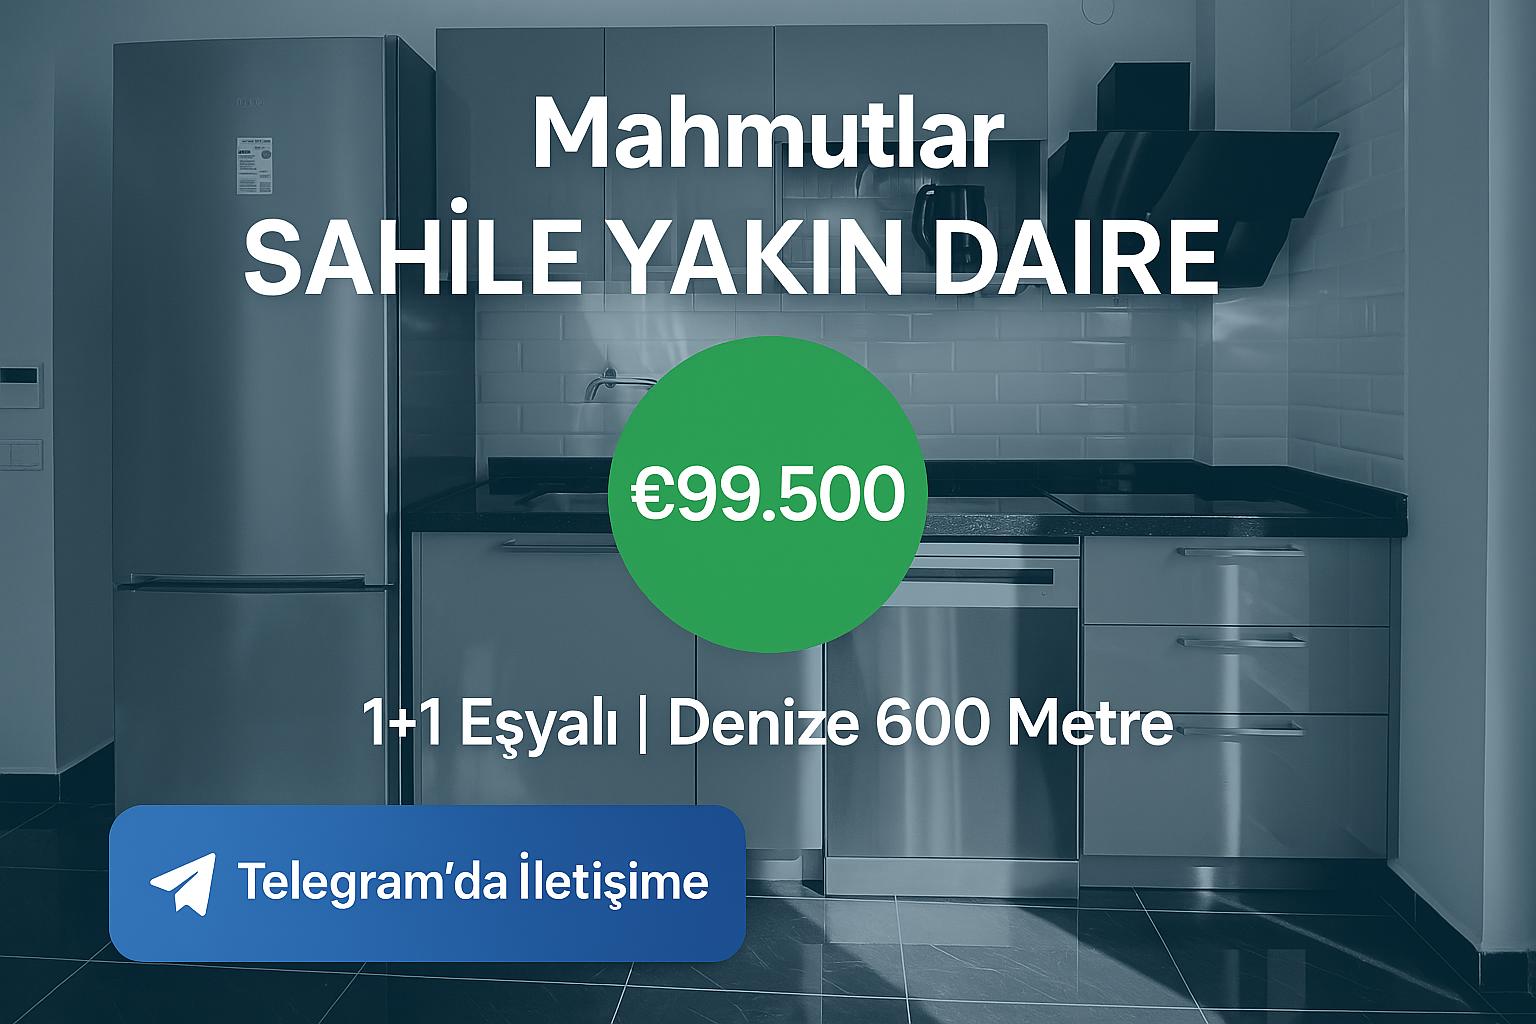 Mahmutlar
SAHİLE YAKIN DAIRE
€99.500
1+1 Eşyalı | Denize 600 Metre
Telegram’da İletişime